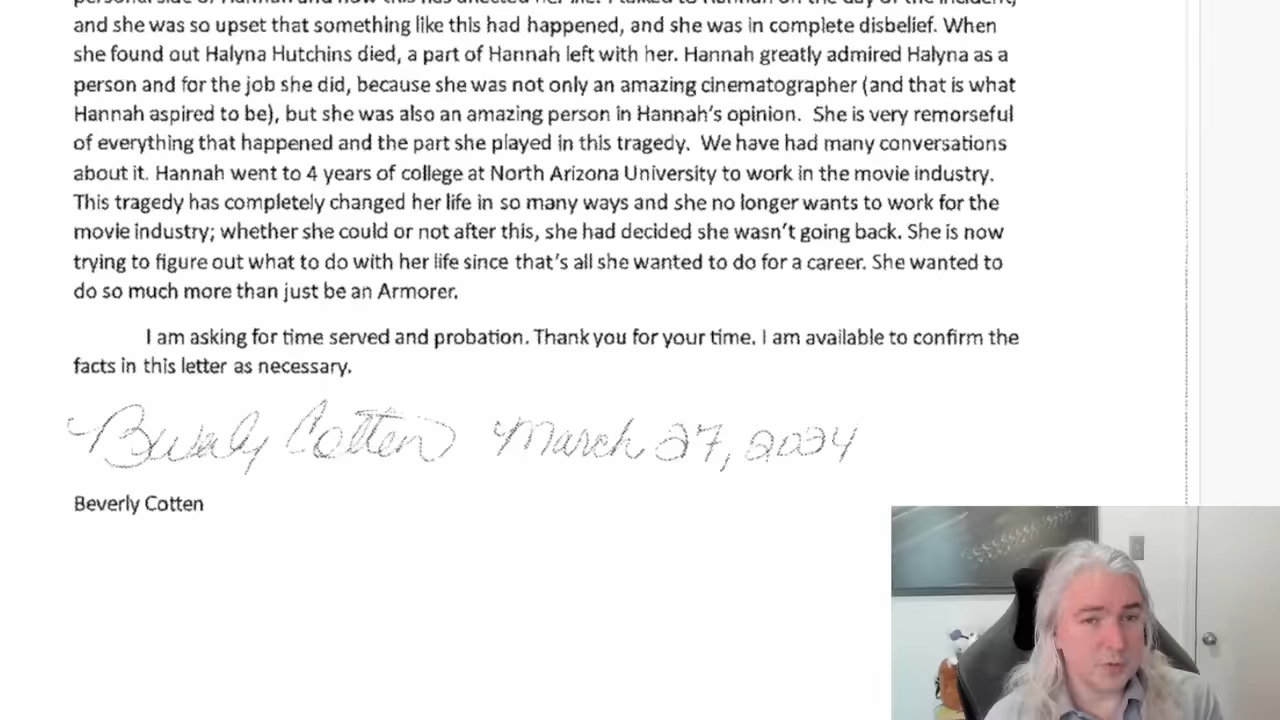 and she was so upset that something like this had happened, and she was in complete disbelief. When
she found out Halyna Hutchins died, a part of Hannah left with her. Hannah greatly admired Halyna as a
person and for the job she did, because she was not only an amazing cinematographer (and that is what
Hannah aspired to be), but she was also an amazing person in Hannah's opinion.  She is very remorseful
of everything that happened and the part she played in this tragedy.  We have had many conversations
about it. Hannah went to 4 years of college at North Arizona University to work in the movie industry.
This tragedy has completely changed her life in so many ways and she no longer wants to work for the
movie industry; whether she could or not after this, she had decided she wasn't going back. She is now
trying to figure out what to do with her life since that's all she wanted to do for a career. She wanted to
do so much more than just be an Armorer.
I am asking for time served and probation. Thank you for your time. I am available to confirm the
facts in this letter as necessary.
Beverly Cotten March 27, 2024
Beverly Cotten